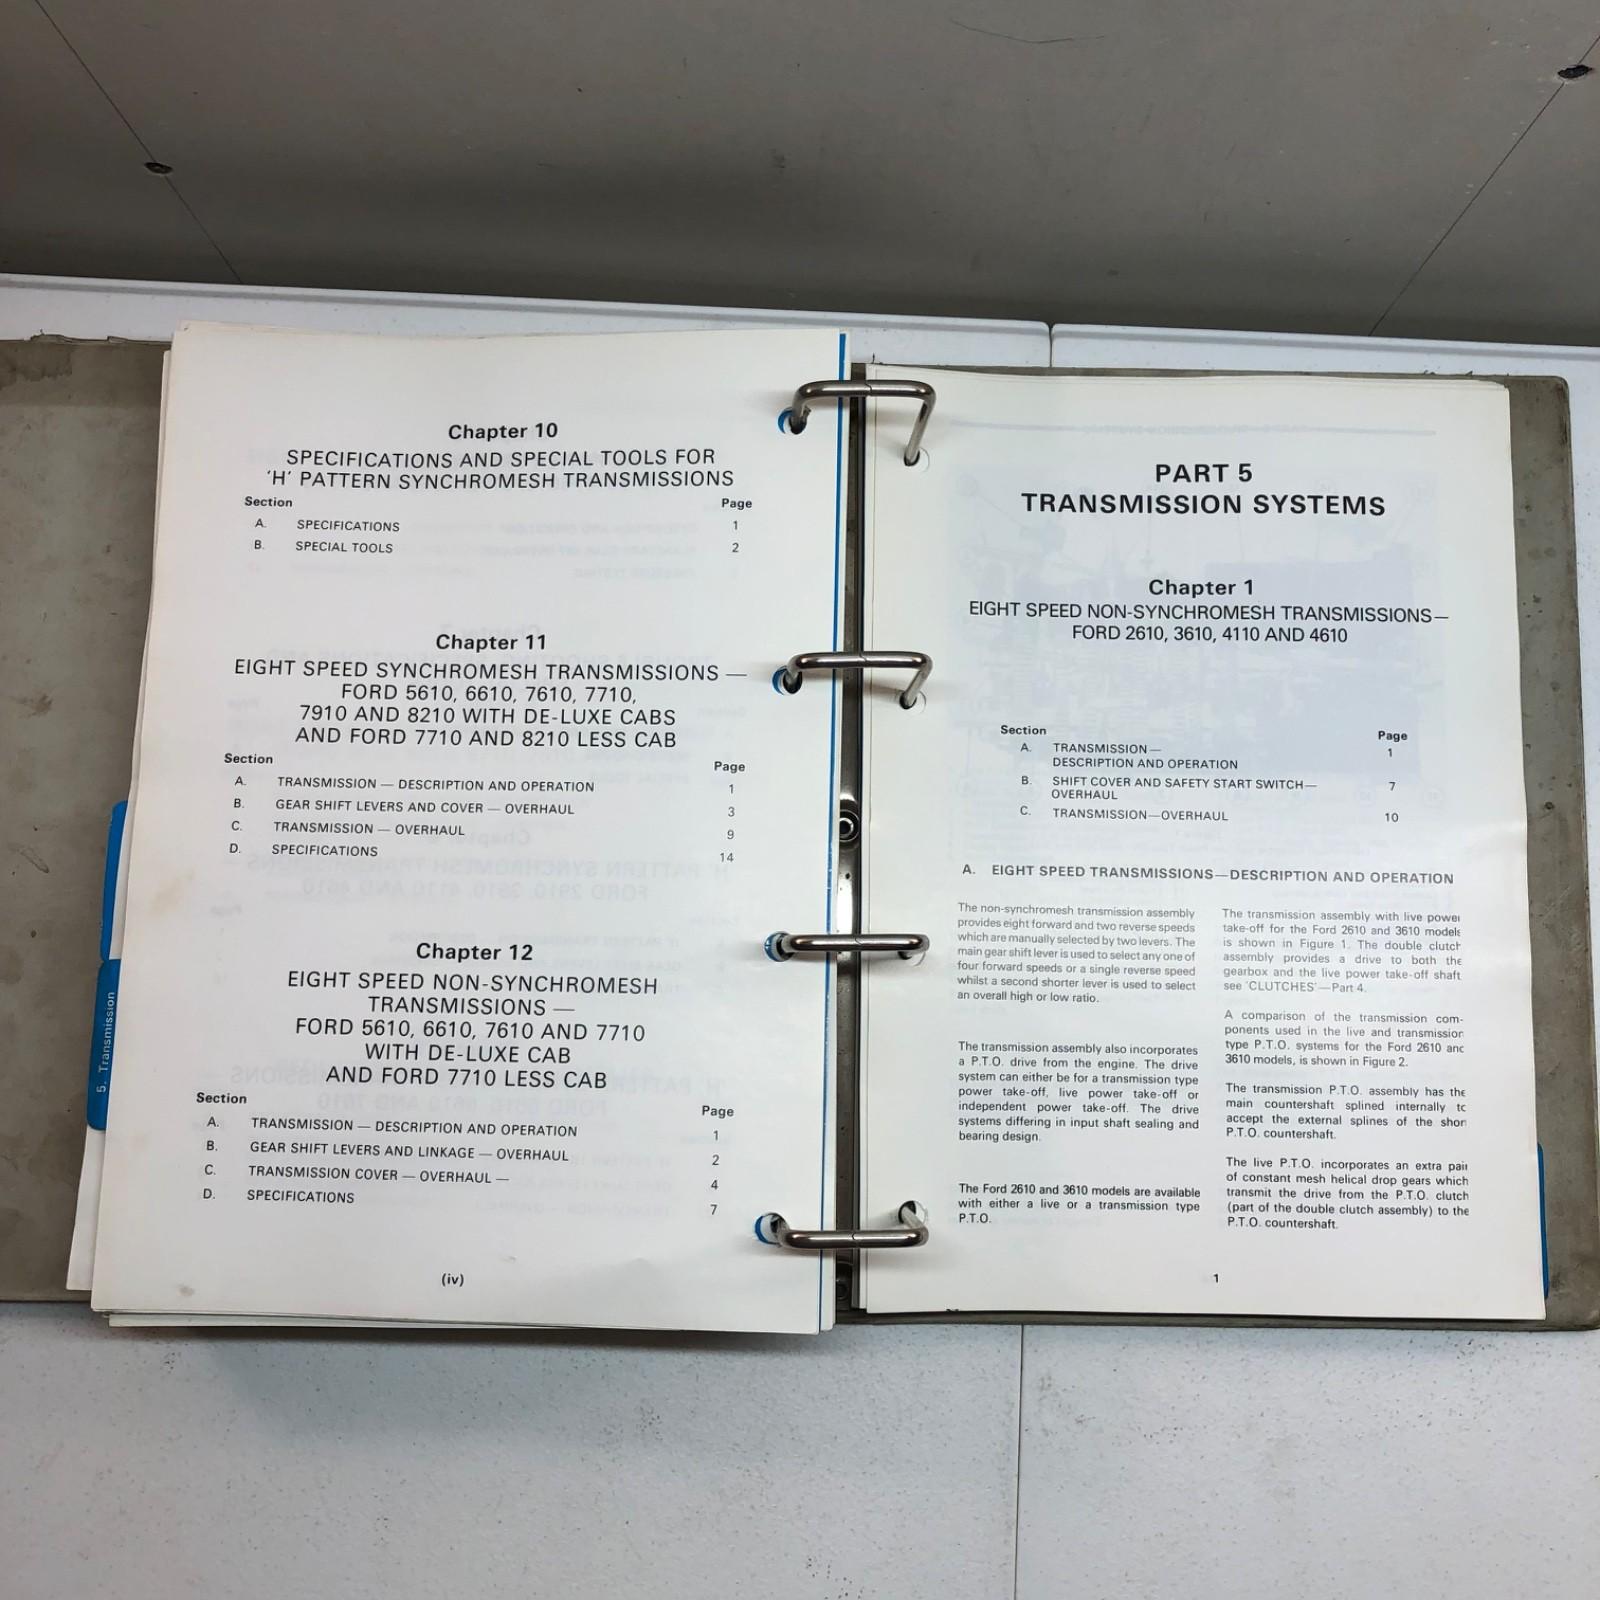 Chapter 10
SPECIFICATIONS AND SPECIAL TOOLS FOR
‘H’ PATTERN SYNCHROMESH TRANSMISSIONS
Section Page
A. SPECIFICATIONS 1
B. SPECIAL TOOLS 2
Chapter 11
EIGHT SPEED SYNCHROMESH TRANSMISSIONS —
FORD 5610, 6610, 7610, 7710,
7910 AND 8210 WITH DE-LUXE CABS
AND FORD 7710 AND 8210 LESS CAB
Section Page
A. TRANSMISSION — DESCRIPTION AND OPERATION 1
B. GEAR SHIFT LEVERS AND COVER — OVERHAUL 3
C. TRANSMISSION — OVERHAUL 9
D. SPECIFICATIONS 14
Chapter 12
EIGHT SPEED NON-SYNCHROMESH
TRANSMISSIONS —
FORD 5610, 6610, 7610 AND 7710
WITH DE-LUXE CAB
AND FORD 7710 LESS CAB
Section Page
A. TRANSMISSION — DESCRIPTION AND OPERATION 1
B. GEAR SHIFT LEVERS AND LINKAGE — OVERHAUL 2
C. TRANSMISSION COVER — OVERHAUL — 4
D. SPECIFICATIONS 7
(iv)
5. Transmission
PART 5
TRANSMISSION SYSTEMS
Chapter 1
EIGHT SPEED NON-SYNCHROMESH TRANSMISSIONS—
FORD 2610, 3610, 4110 AND 4610
Section Page
A. TRANSMISSION— 1
DESCRIPTION AND OPERATION
B. SHIFT COVER AND SAFETY START SWITCH— 7
OVERHAUL
C. TRANSMISSION—OVERHAUL 10
A. EIGHT SPEED TRANSMISSIONS—DESCRIPTION AND OPERATION
The non-synchromesh transmission assembly
provides eight forward and two reverse speeds
which are manually selected by two levers. The
main gear shift lever is used to select any one of
four forward speeds or a single reverse speed
whilst a second shorter lever is used to select
an overall high or low ratio.
The transmission assembly also incorporates
a P.T.O. drive from the engine. The drive
system can either be for a transmission type
power take-off, live power take-off or
independent power take-off. The drive
systems differing in input shaft sealing and
bearing design.
The Ford 2610 and 3610 models are available
with either a live or a transmission type
P.T.O.
The transmission assembly with live power
take-off for the Ford 2610 and 3610 models
is shown in Figure 1. The double clutch
assembly provides a drive to both the
gearbox and the live power take-off shaft
see ‘CLUTCHES’—Part 4.
A comparison of the transmission com-
ponents used in the live and transmission
type P.T.O. systems for the Ford 2610 and
3610 models, is shown in Figure 2.
The transmission P.T.O. assembly has the
main countershaft splined internally to
accept the external splines of the short
P.T.O. countershaft.
The live P.T.O. incorporates an extra pair
of constant mesh helical drop gears which
transmit the drive from the P.T.O. clutch
(part of the double clutch assembly) to the
P.T.O. countershaft.
1